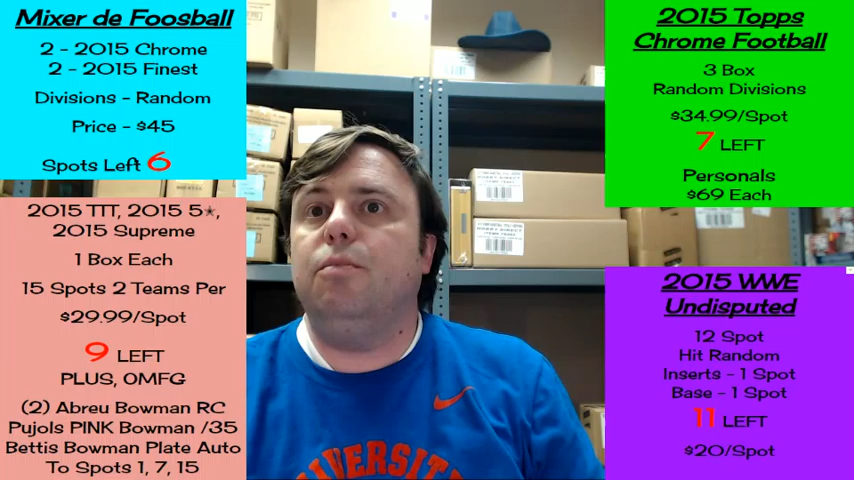 Mixer de Foosball
2 - 2015 Chrome
2 - 2015 Finest
Divisions - Random
Price - $45
Spots Left 6
2015 TTT, 2015 5★,
2015 Supreme
1 Box Each
15 Spots 2 Teams Per
$29.99/Spot
9 LEFT
PLUS, OMFG
(2) Abreu Bowman RC
Pujols PINK Bowman /35
Bettis Bowman Plate Auto
To Spots 1, 7, 15
2015 Topps
Chrome Football
3 Box
Random Divisions
$34.99/Spot
7 LEFT
Personals
$69 Each
2015 WWE
Undisputed
12 Spot
Hit Random
Inserts - 1 Spot
Base - 1 Spot
11 LEFT
$20/Spot